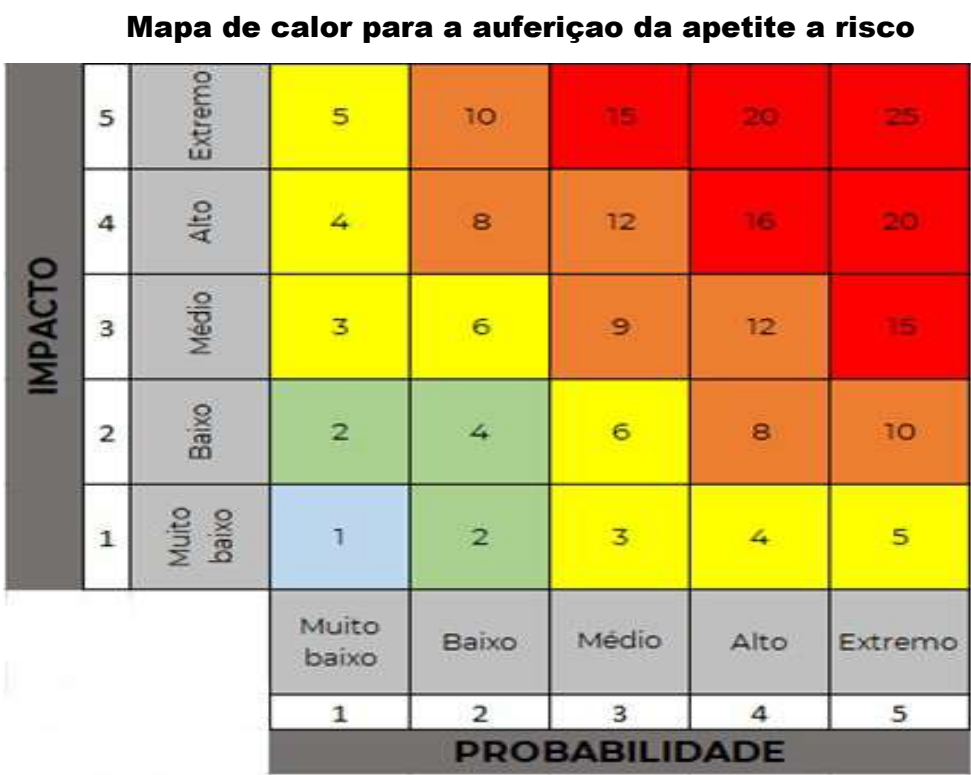 Mapa de calor para a auferiçao da apetite a risco
IMPACTO
5 Extremo 5 10 15 20 25
4 Alto 4 8 12 16 20
3 Médio 3 6 9 12 15
2 Baixo 2 4 6 8 10
1 Muito baixo 1 2 3 4 5
Muito baixo Baixo Médio Alto Extremo
1 2 3 4 5
PROBABILIDADE